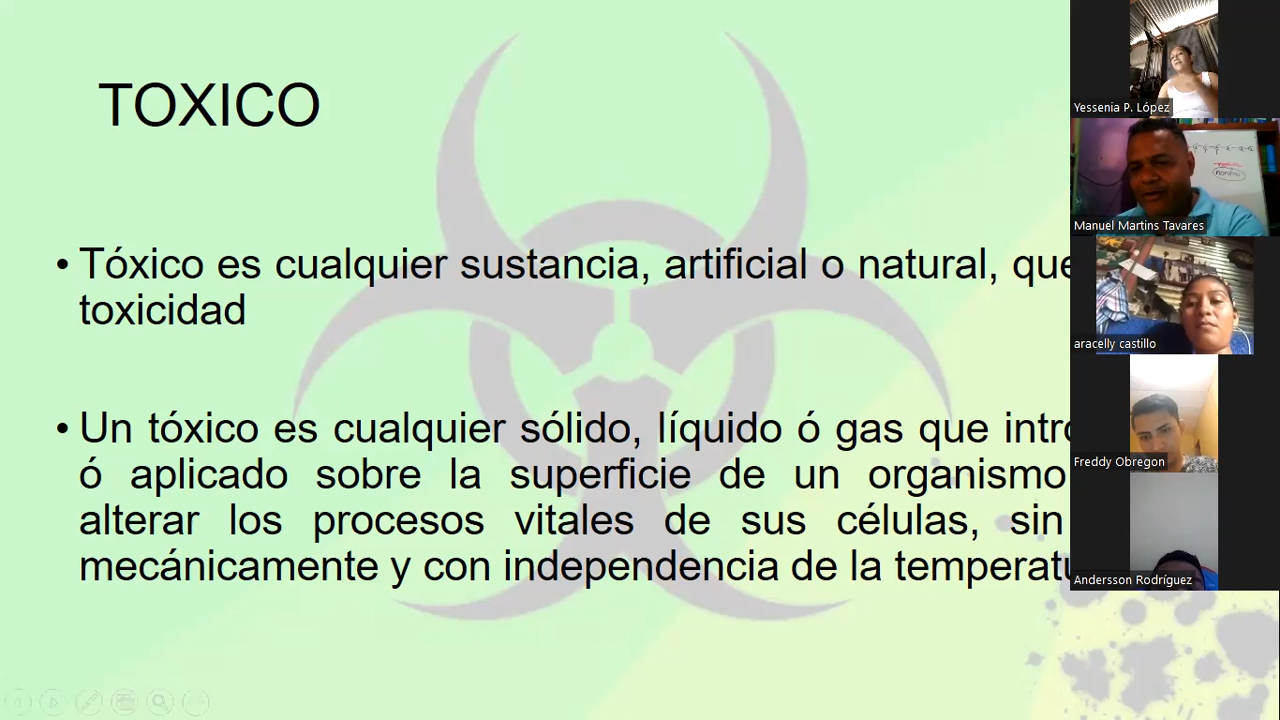 TOXICO
• Tóxico es cualquier sustancia, artificial o natural, que
toxicidad
• Un tóxico es cualquier sólido, líquido ó gas que
ó aplicado sobre la superficie de un organismo
alterar los procesos vitales de sus células, sin
mecánicamente y con independencia de la
Yessenia P. López
Manuel Martins Tavares
aracelly castillo
Freddy Obregon
Andersson Rodríguez